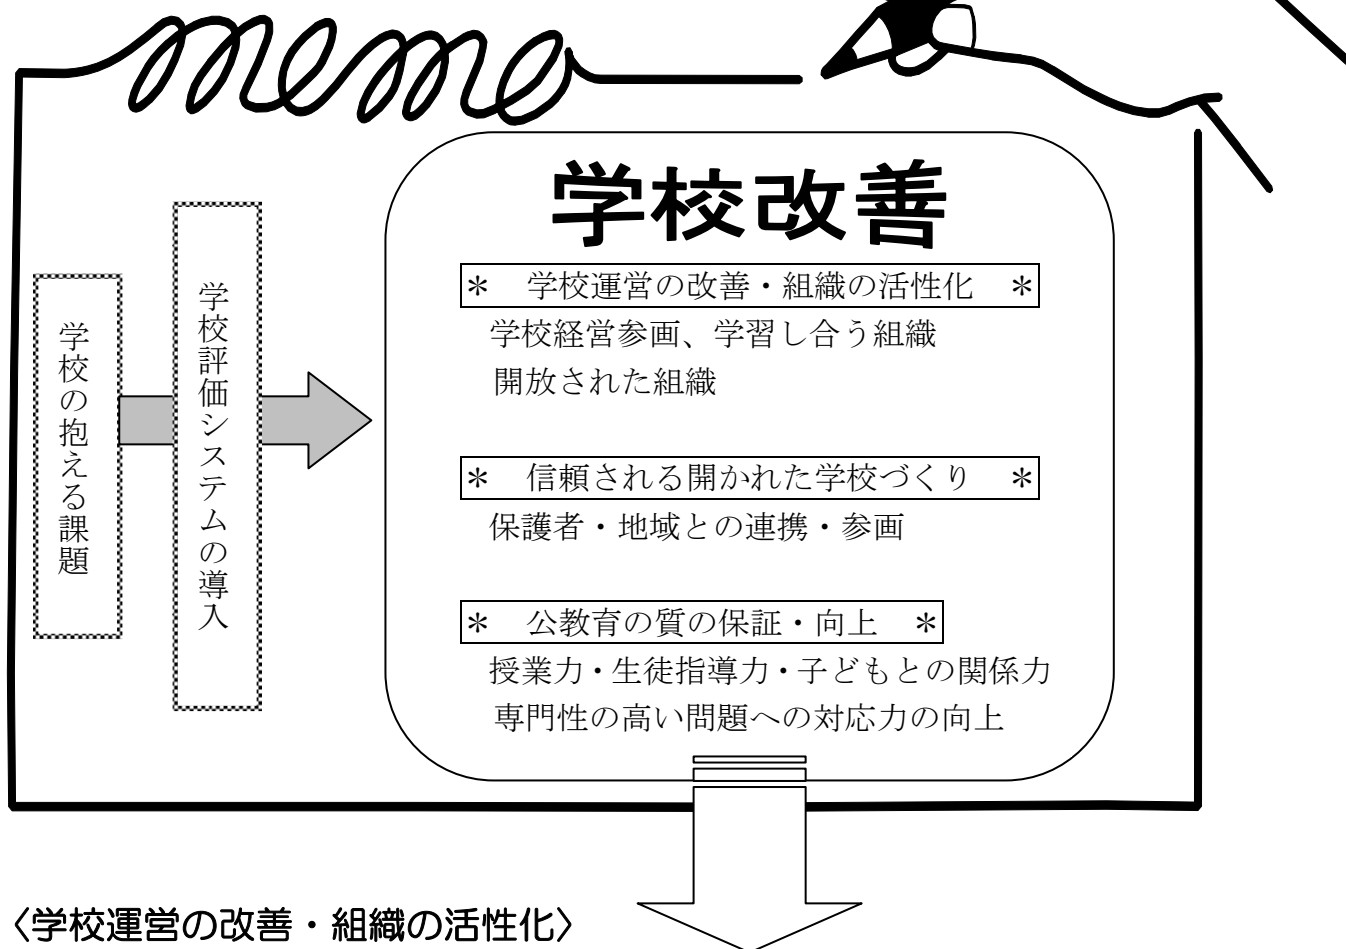 memo
学校の抱える課題
学校評価システムの導入
学校改善
＊　学校運営の改善・組織の活性化　＊
学校経営参画、学習し合う組織
開放された組織
＊　信頼される開かれた学校づくり　＊
保護者・地域との連携・参画
＊　公教育の質の保証・向上　＊
授業力・生徒指導力・子どもとの関係力
専門性の高い問題への対応力の向上
〈学校運営の改善・組織の活性化〉